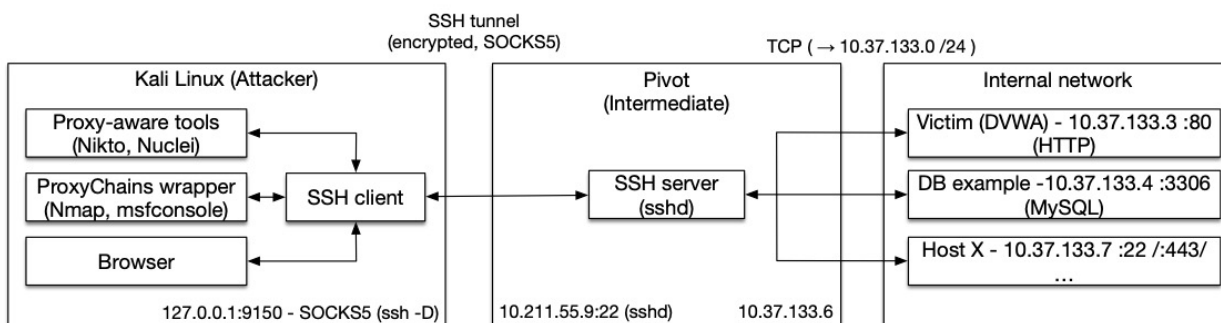 SSH tunnel
(encrypted, SOCKS5)
TCP ( → 10.37.133.0 /24 )
Kali Linux (Attacker)
Proxy-aware tools
(Nikto, Nuclei)
ProxyChains wrapper
(Nmap, msfconsole)
Browser
SSH client
127.0.0.1:9150 - SOCKS5 (ssh -D)
Pivot
(Intermediate)
SSH server
(sshd)
10.211.55.9:22 (sshd)
10.37.133.6
Internal network
Victim (DVWA) - 10.37.133.3 :80
(HTTP)
DB example -10.37.133.4 :3306
(MySQL)
Host X - 10.37.133.7 :22 /:443/
...